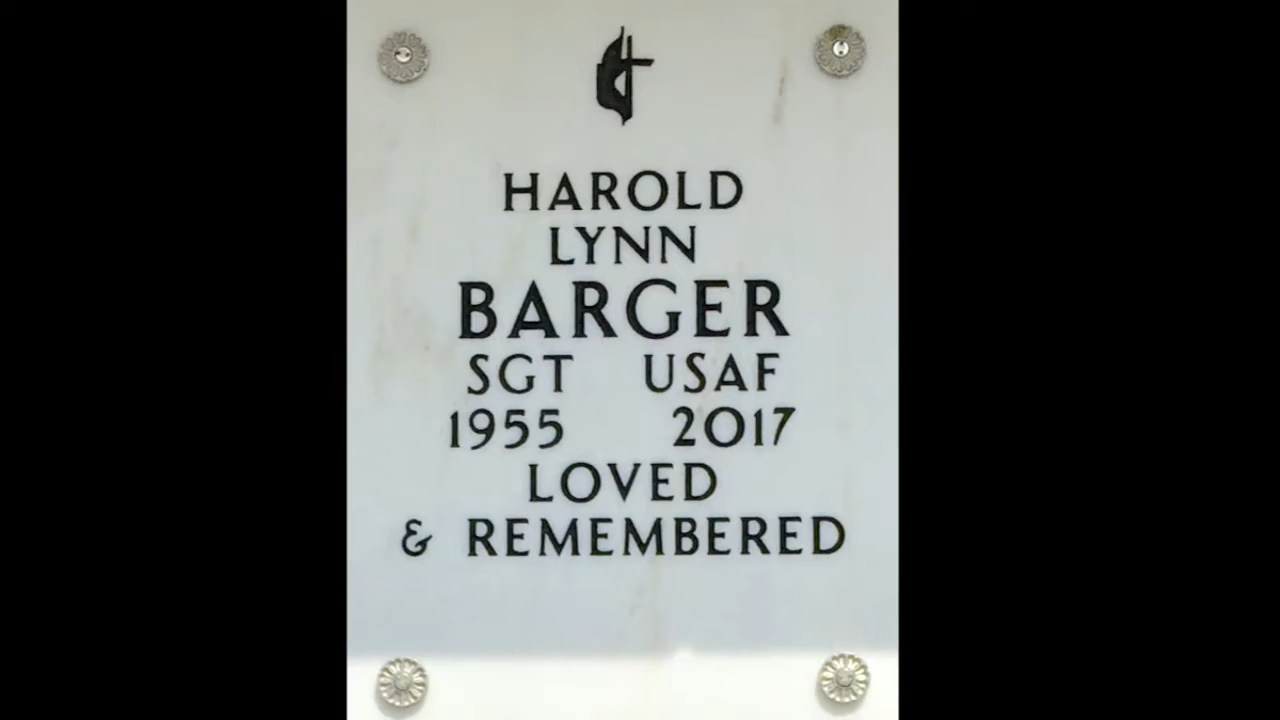 HAROLD
LYNN
BARGER
SGT USAF
1955 2017
LOVED
& REMEMBERED